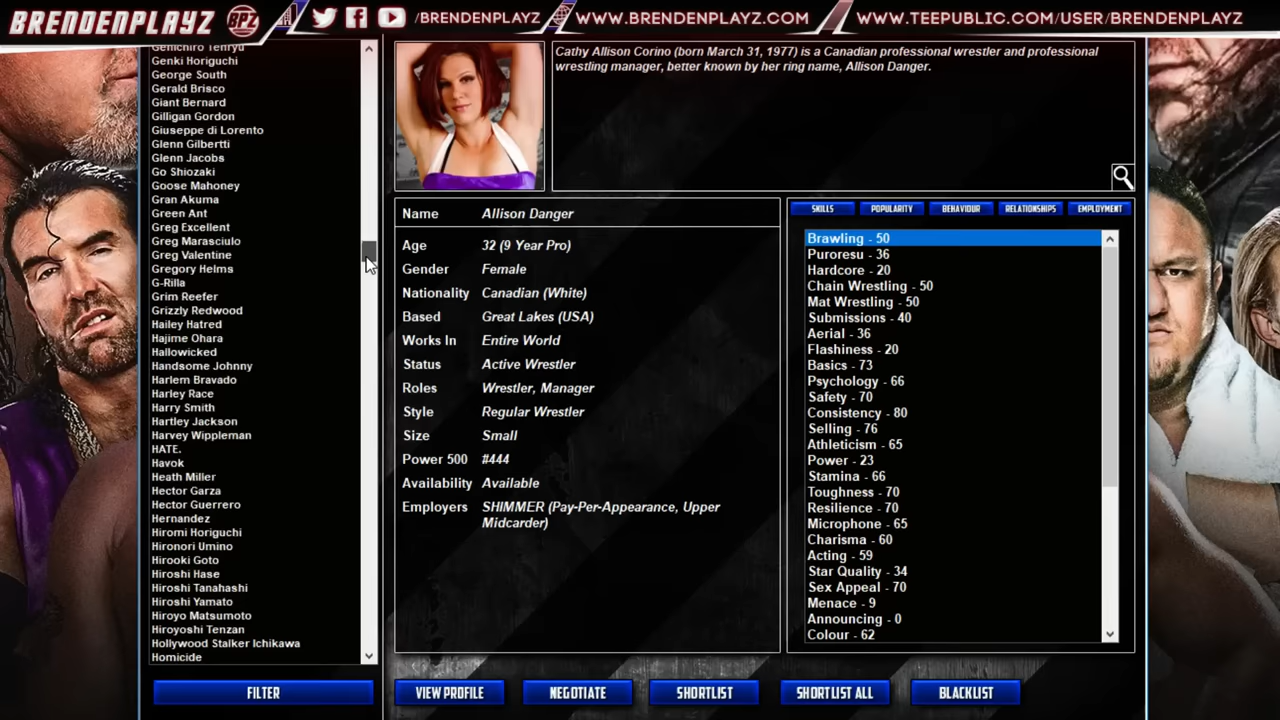 BRENDENPLAYZ BPZ /BRENDENPLAYZ WWW.BRENDENPLAYZ.COM WWW.TEEPUBLIC.COM/USER/BRENDENPLAYZ
Genichiro Tenryu
Genki Horiguchi
George South
Gerald Brisco
Giant Bernard
Gilligan Gordon
Giuseppe di Lorento
Glenn Gilbertti
Glenn Jacobs
Go Shiozaki
Goose Mahoney
Gran Akuma
Green Ant
Greg Excellent
Greg Marasciulo
Greg Valentine
Gregory Helms
G-Rilla
Grim Reefer
Grizzly Redwood
Hailey Hatred
Hajime Ohara
Hallowicked
Handsome Johnny
Harlem Bravado
Harley Race
Harry Smith
Hartley Jackson
Harvey Wippleman
HATE.
Havok
Heath Miller
Hector Garza
Hector Guerrero
Hernandez
Hiromi Horiguchi
Hironori Umino
Hirooki Goto
Hiroshi Hase
Hiroshi Tanahashi
Hiroshi Yamato
Hiroyo Matsumoto
Hiroyoshi Tenzan
Hollywood Stalker Ichikawa
Homicide
FILTER
Cathy Allison Corino (born March 31, 1977) is a Canadian professional wrestler and professional
wrestling manager, better known by her ring name, Allison Danger.
Name Allison Danger
Age 32 (9 Year Pro)
Gender Female
Nationality Canadian (White)
Based Great Lakes (USA)
Works In Entire World
Status Active Wrestler
Roles Wrestler, Manager
Style Regular Wrestler
Size Small
Power 500 #444
Availability Available
Employers SHIMMER (Pay-Per-Appearance, Upper
Midcarder)
SKILLS POPULARITY BEHAVIOUR RELATIONSHIPS EMPLOYMENT
Brawling - 50
Puroresu - 36
Hardcore - 20
Chain Wrestling - 50
Mat Wrestling - 50
Submissions - 40
Aerial - 36
Flashiness - 20
Basics - 73
Psychology - 66
Safety - 70
Consistency - 80
Selling - 76
Athleticism - 65
Power - 23
Stamina - 66
Toughness - 70
Resilience - 70
Microphone - 65
Charisma - 60
Acting - 59
Star Quality - 34
Sex Appeal - 70
Menace - 9
Announcing - 0
Colour - 62
VIEW PROFILE NEGOTIATE SHORTLIST SHORTLIST ALL BLACKLIST